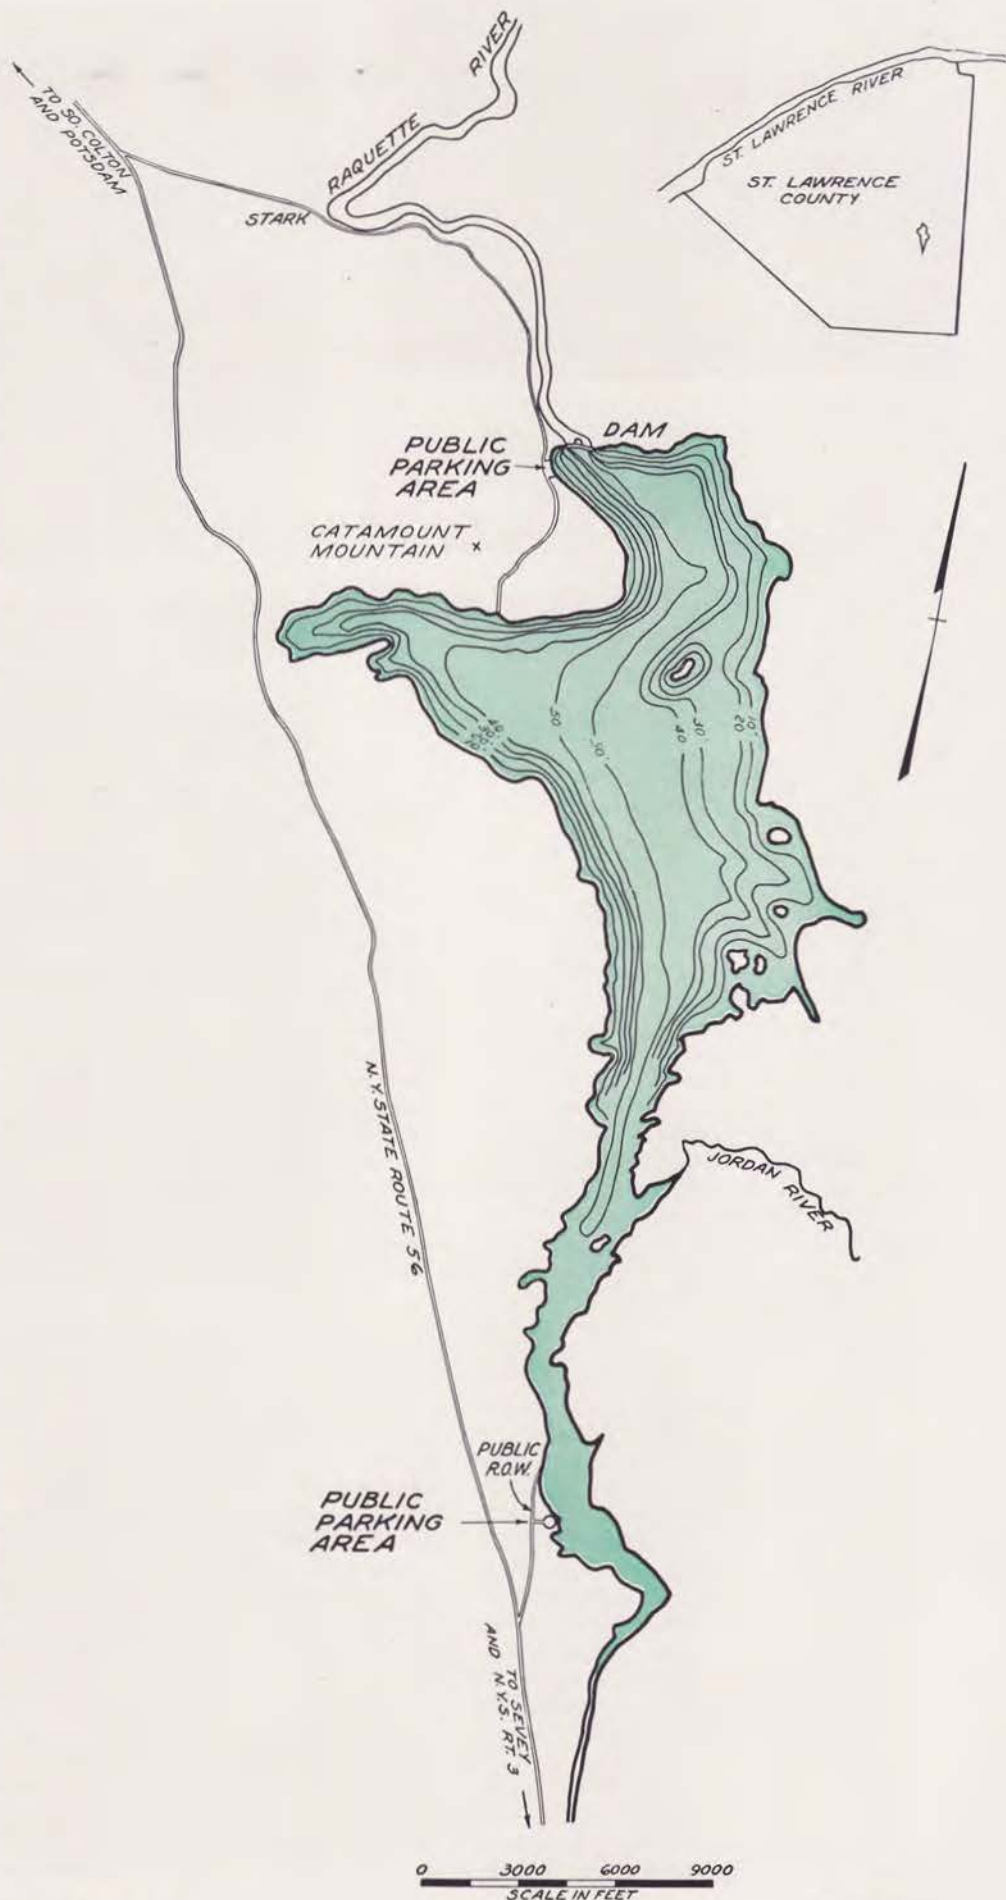 RAQUETTE RIVER
TO SO. COLTON
AND POTSDAM
ST. LAWRENCE RIVER
ST. LAWRENCE
COUNTY
STARK
DAM
PUBLIC
PARKING
AREA
CATAMOUNT
MOUNTAIN
50
50'
40
30'
20
10'
N.Y. STATE ROUTE 56
JORDAN RIVER
PUBLIC
R.O.W.
PUBLIC
PARKING
AREA
TO SEVEY
AND N.Y.S. RT. 3
0 3000 6000 9000
SCALE IN FEET